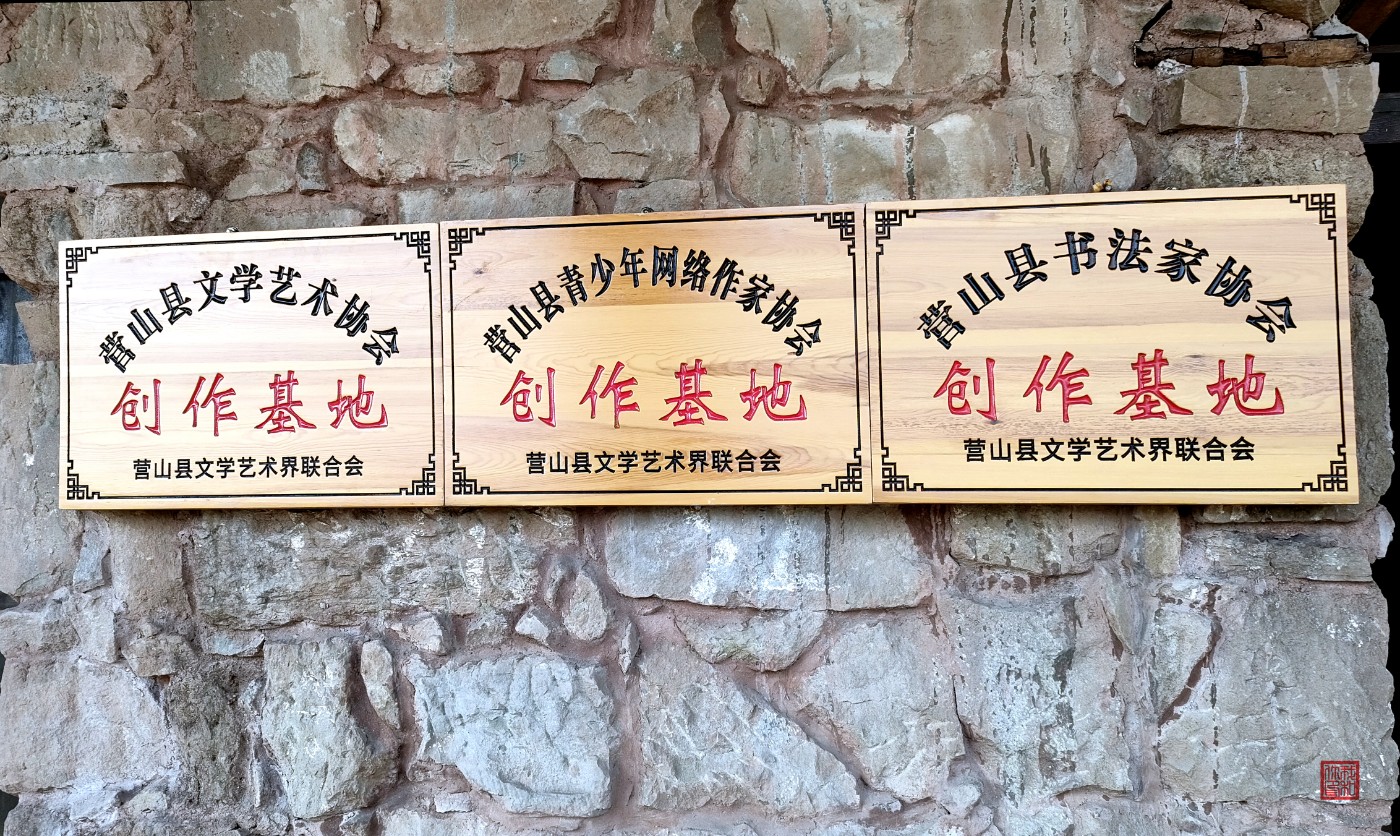 营山县文学艺术协会
创作基地
营山县文学艺术界联合会
营山县青少年网络作家协会
创作基地
营山县文学艺术界联合会
营山县书法家协会
创作基地
营山县文学艺术界联合会